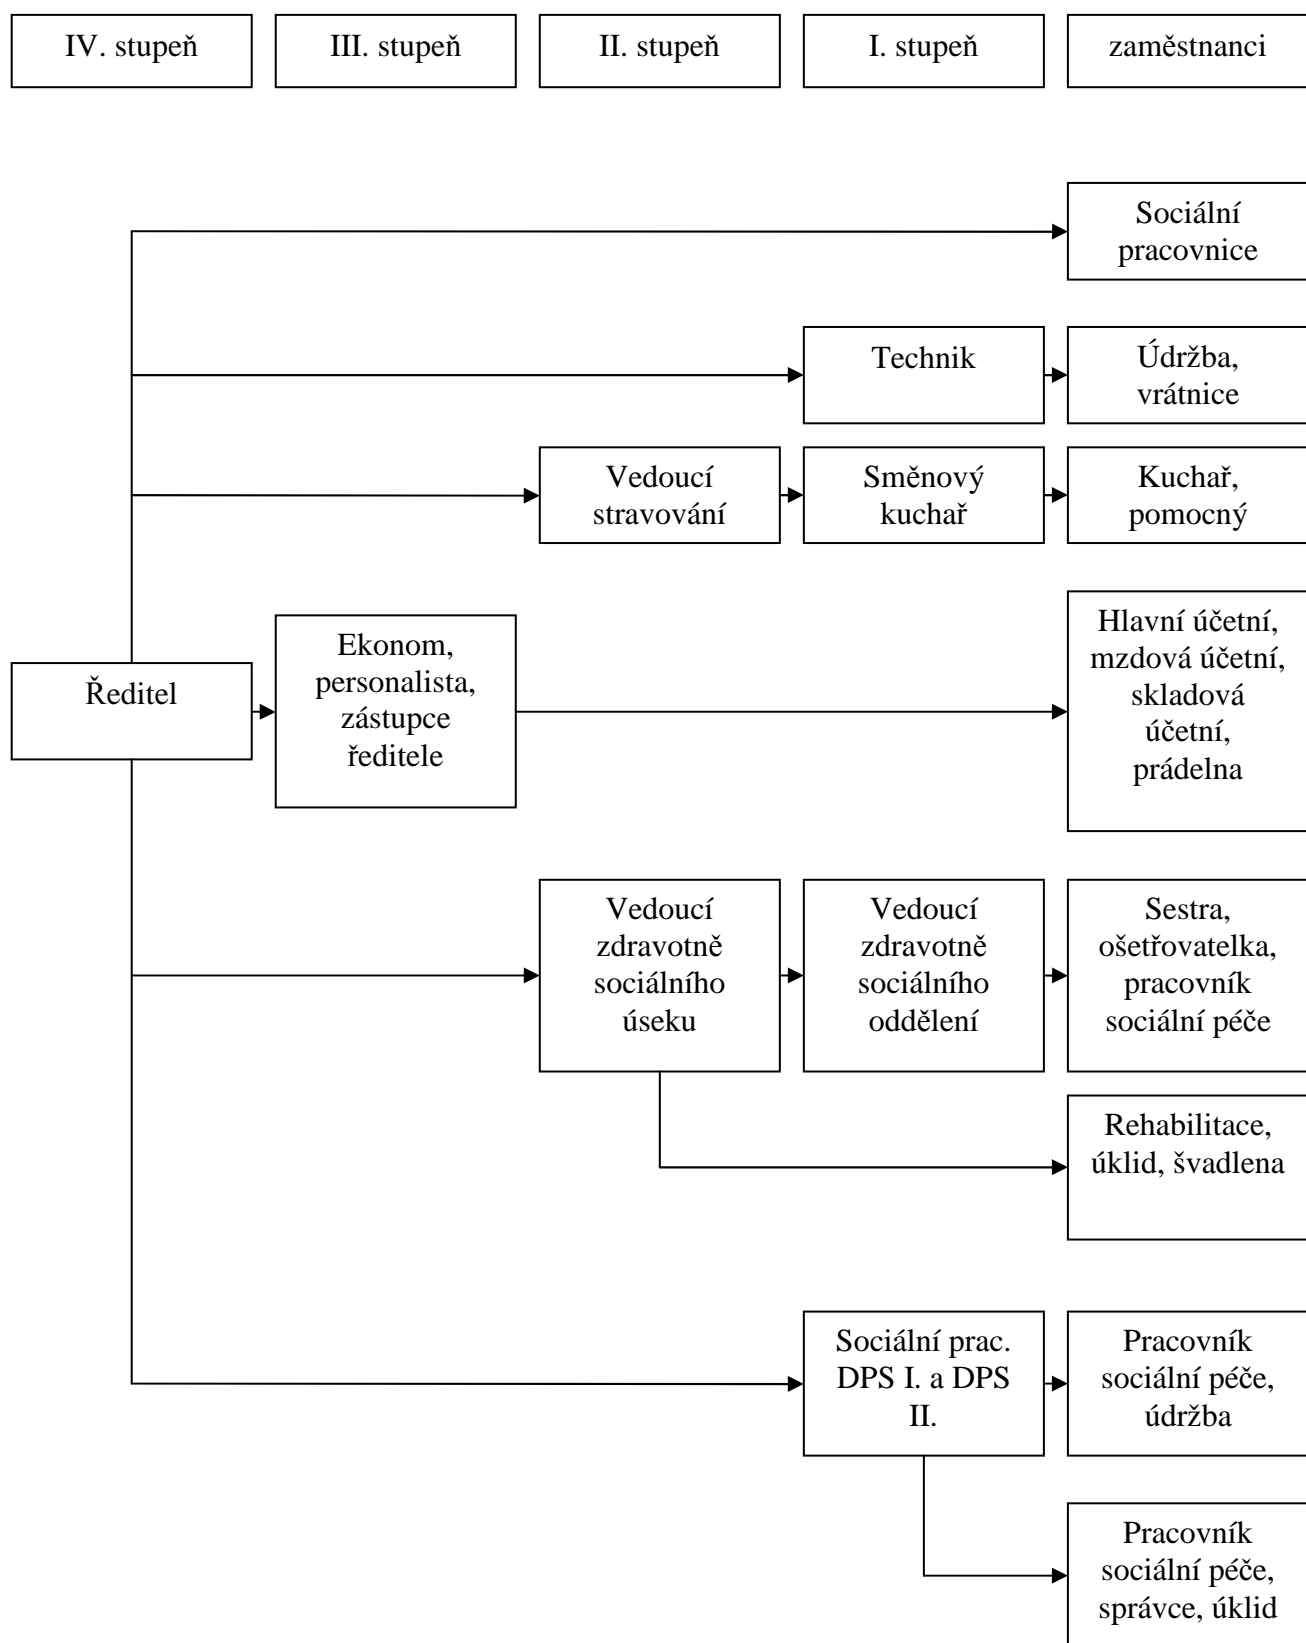 IV. stupeň
III. stupeň
II. stupeň
I. stupeň
zaměstnanci
Sociální
pracovnice
Technik
Údržba,
vrátnice
Vedoucí
stravování
Směnový
kuchař
Kuchař,
pomocný
Ředitel
Ekonom,
personalista,
zástupce
ředitele
Hlavní účetní,
mzdová účetní,
skladová
účetní,
prádelna
Vedoucí
zdravotně
sociálního
úseku
Vedoucí
zdravotně
sociálního
oddělení
Sestra,
ošetřovatelka,
pracovník
sociální péče
Rehabilitace,
úklid, švadlena
Sociální prac.
DPS I. a DPS
II.
Pracovník
sociální péče,
údržba
Pracovník
sociální péče,
správce, úklid